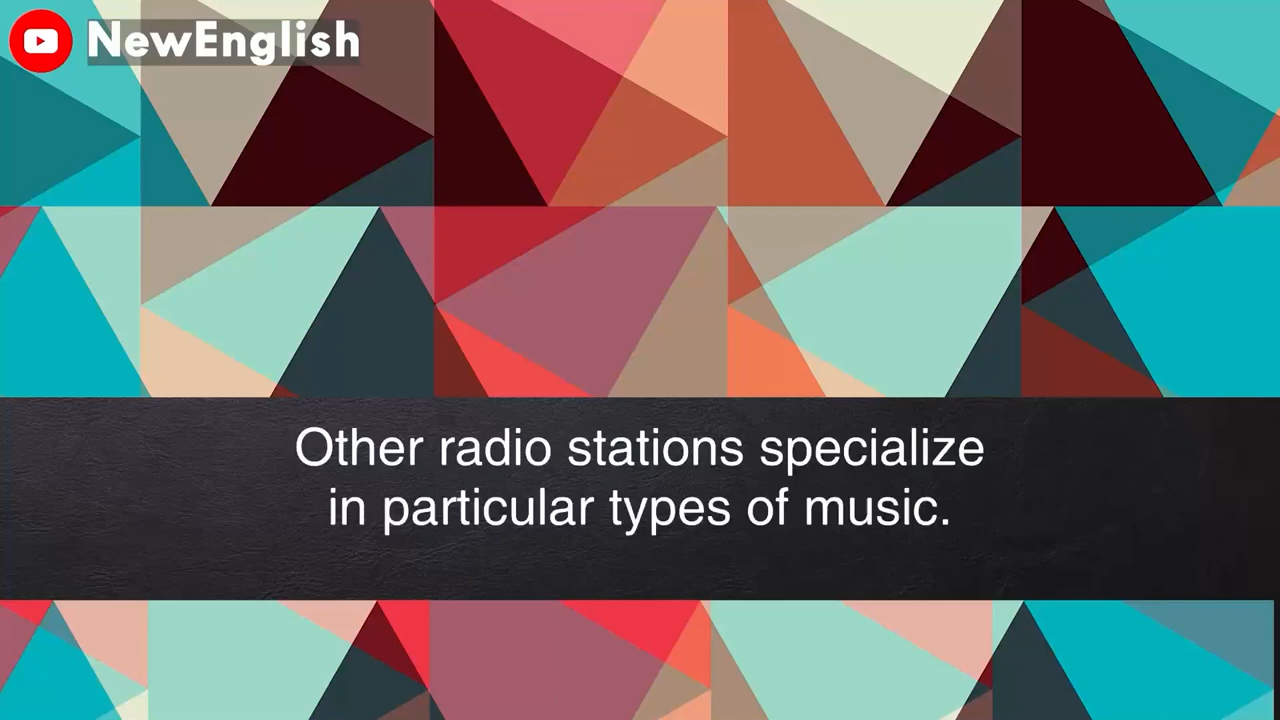 NewEnglish
Other radio stations specialize
in particular types of music.